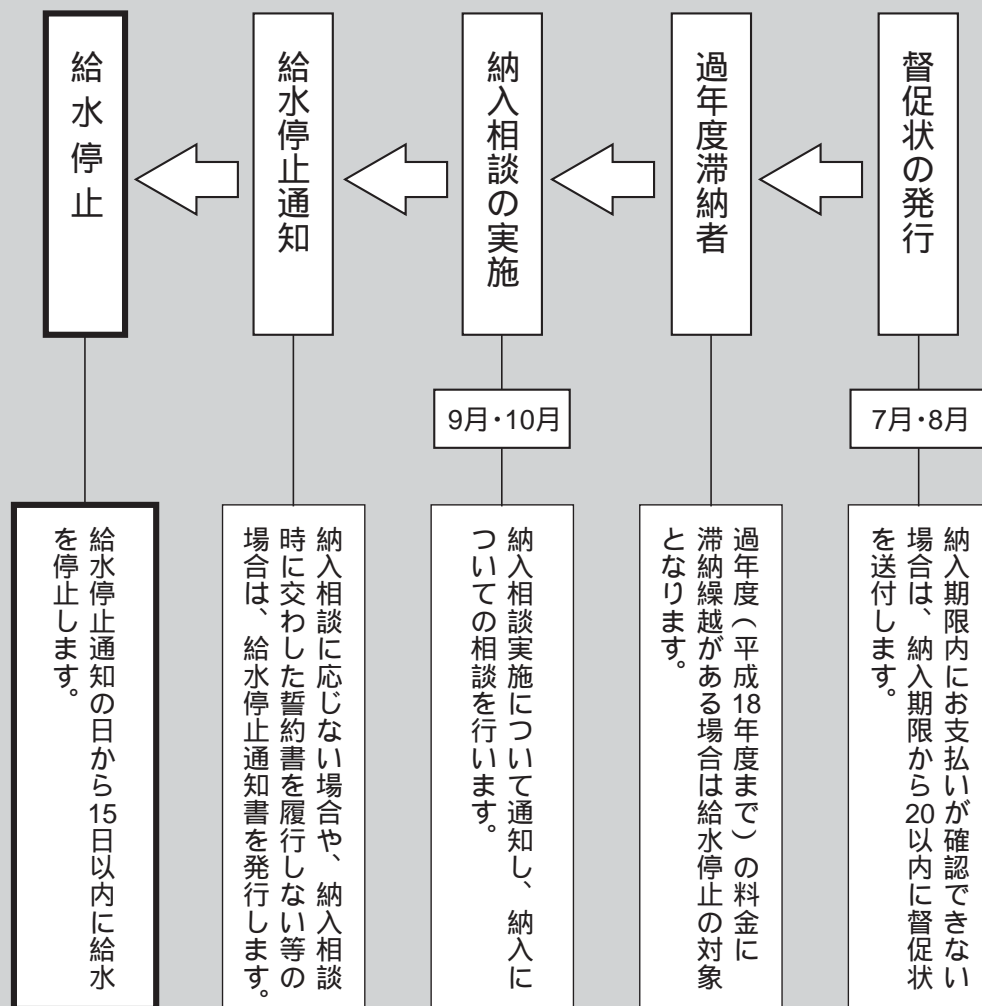 督促状の発行
7月・8月
納入期限内にお支払いが確認できない
場合は、納入期限から20以内に督促状
を送付します。
過年度滞納者
過年度(平成18年度まで)の料金に
滞納繰越がある場合は給水停止の対象
となります。
納入相談の実施
9月・10月
納入相談実施について通知し、納入に
ついての相談を行います。
給水停止通知
納入相談に応じない場合や、納入相談
時に交わした誓約書を履行しない等の
場合は、給水停止通知書を発行します。
給水停止
給水停止通知の日から15日以内に給水
を停止します。